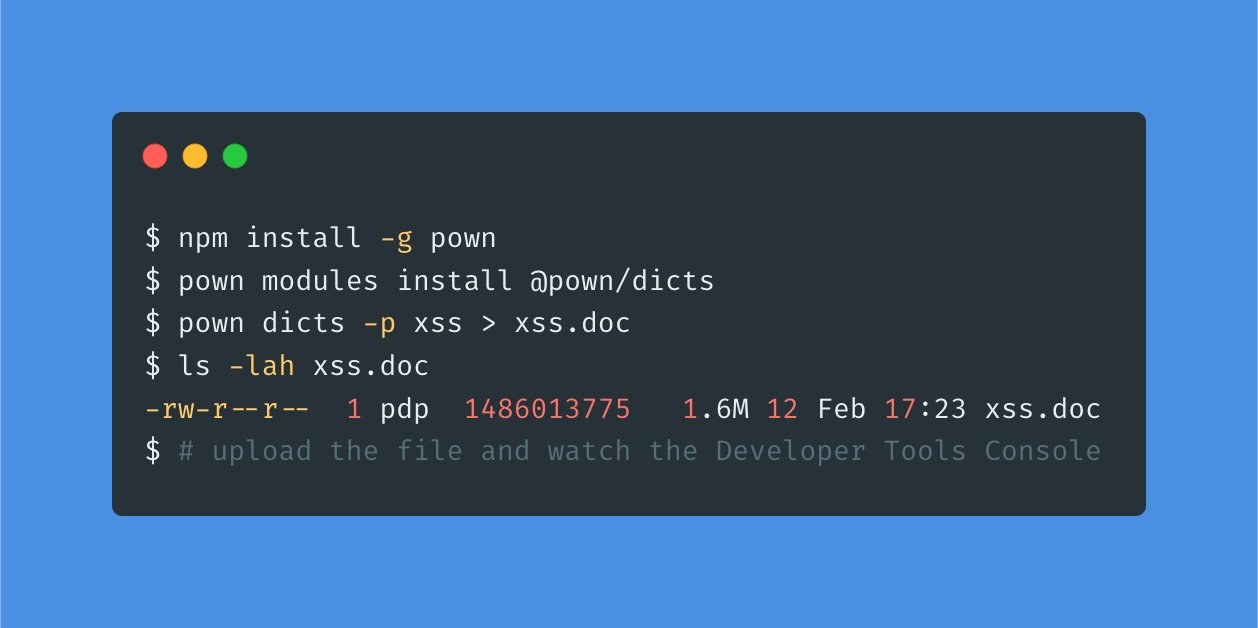 $ npm install -g pown
$ pown modules install @pown/dicts
$ pown dicts -p xss > xss.doc
$ ls -lah xss.doc
-rw-r--r--  1 pdp  1486013775   1.6M 12 Feb 17:23 xss.doc
$ # upload the file and watch the Developer Tools Console